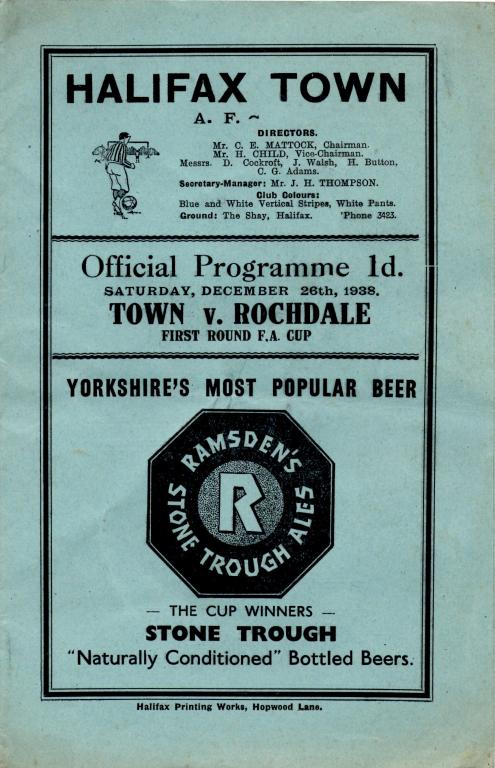 HALIFAX TOWN
A. F. ~
DIRECTORS.
Mr. C. E. MATTOCK, Chairman.
Mr. H. CHILD, Vice-Chairman.
Messrs. D. Cockroft, J. Walsh, H. Button,
C. G. Adams.
Secretary-Manager: Mr. J. H. THOMPSON.
Club Colours:
Blue and White Vertical Stripes, White Pants.
Ground: The Shay, Halifax. 'Phone 3423.
Official Programme 1d.
SATURDAY, DECEMBER 26th, 1938.
TOWN v. ROCHDALE
FIRST ROUND F.A. CUP
YORKSHIRE'S MOST POPULAR BEER
RAMSDEN'S
R
STONE TROUGH ALES
— THE CUP WINNERS —
STONE TROUGH
"Naturally Conditioned" Bottled Beers.
Halifax Printing Works, Hopwood Lane.